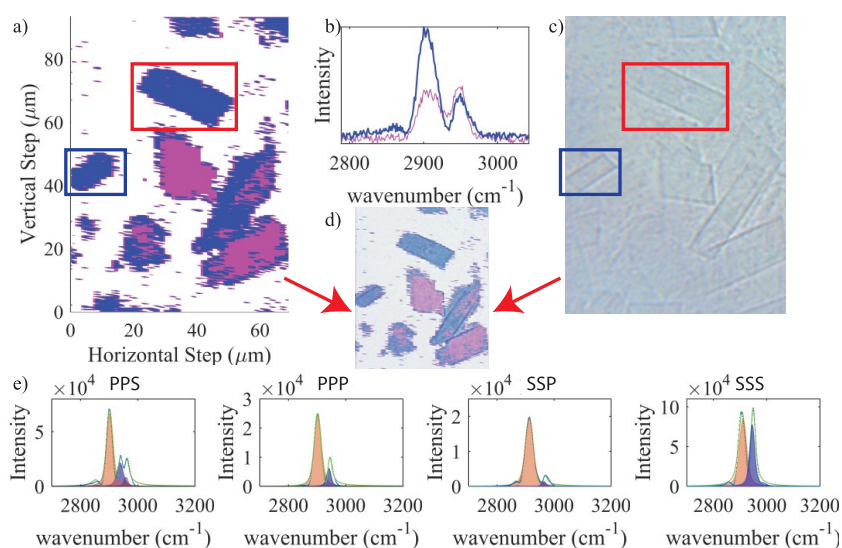 a)
80
60
40
20
0
Vertical Step (μm)
0 20 40 60
Horizontal Step (μm)
b)
Intensity
2800 2900 3000
wavenumber (cm⁻¹)
c)
d)
e)
PPS
×10⁴
5
0
Intensity
2800 3000 3200
wavenumber (cm⁻¹)
PPP
×10⁴
3
2
1
0
Intensity
2800 3000 3200
wavenumber (cm⁻¹)
SSP
×10⁴
2
1
0
Intensity
2800 3000 3200
wavenumber (cm⁻¹)
SSS
×10⁴
10
5
0
Intensity
2800 3000 3200
wavenumber (cm⁻¹)